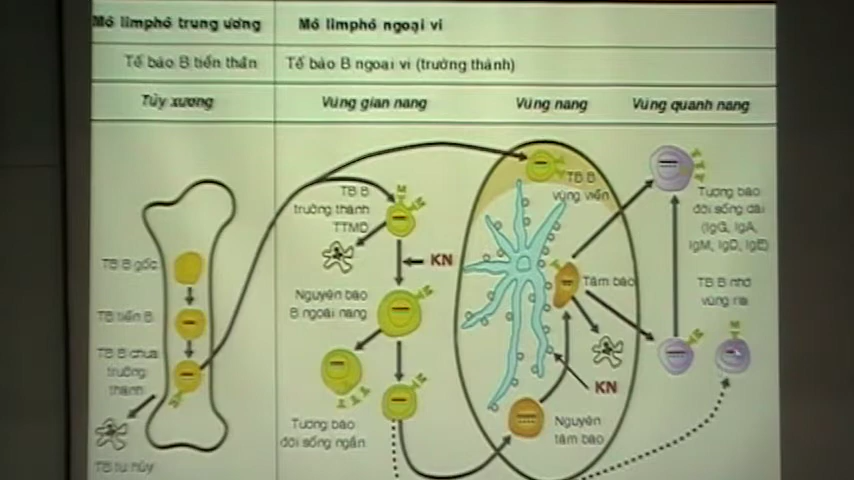 Mô limphô trung ương
Mô limphô ngoại vi
Tế bào B tiền thân
Tế bào B ngoại vi (trưởng thành)
Tủy xương
Vùng gian nang
Vùng nang
Vùng quanh nang
TB B gốc
TB tiền B
TB B chưa
trưởng
thành
TB tự hủy
TB B
trưởng thành
TTMD
M
KN
Nguyên bào
B ngoài nang
Tương bào
đời sống ngắn
TB B
vùng viền
Tâm bào
KN
Nguyên
tâm bào
Tương bào
đời sống dài
(IgG, IgA,
IgM, IgD, IgE)
TB B nhớ
vùng rìa
M